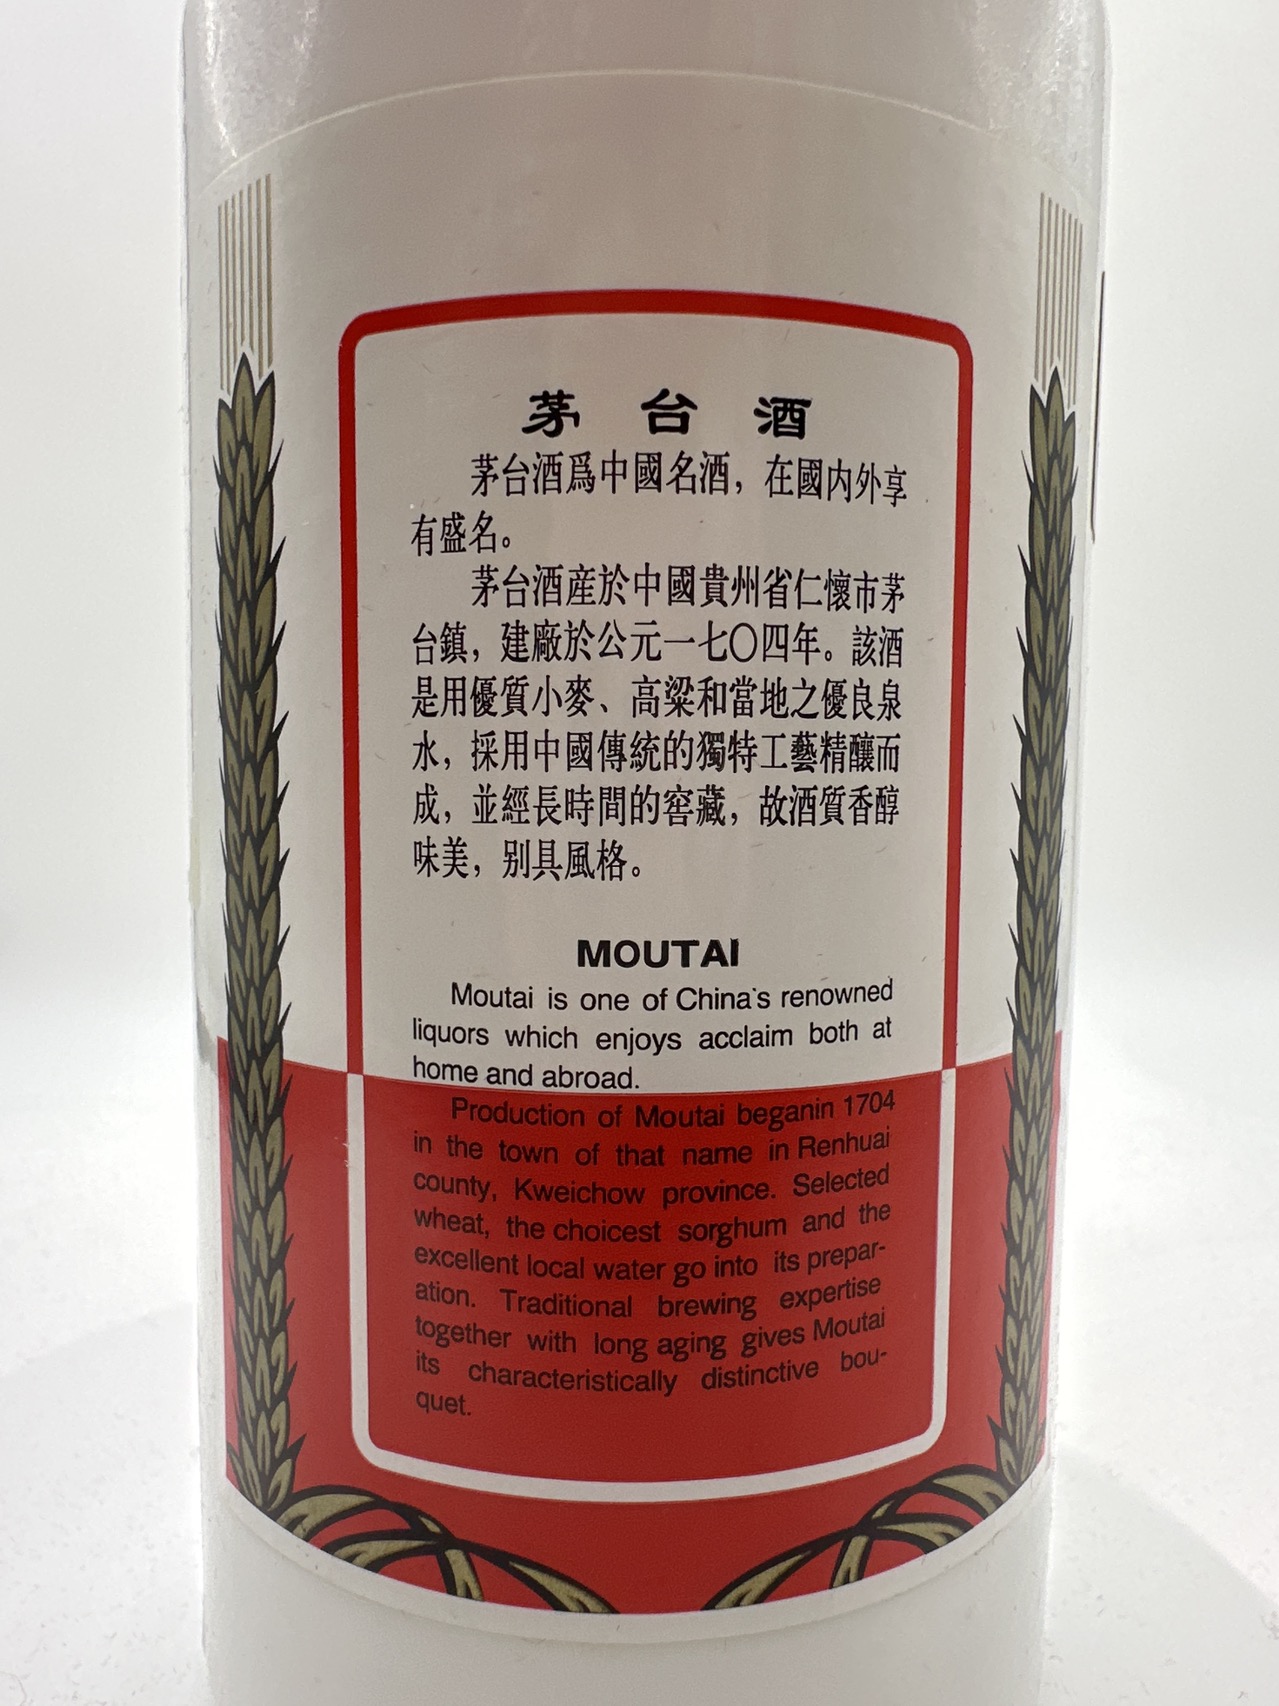 茅台酒
茅台酒爲中國名酒，在國内外享
有盛名。
茅台酒産於中國貴州省仁懷市茅
台鎮，建廠於公元一七〇四年。該酒
是用優質小麥、高粱和當地之優良泉
水，採用中國傳統的獨特工藝精釀而
成，並經長時間的窖藏，故酒質香醇
味美，别具風格。
MOUTAI
Moutai is one of China's renowned
liquors which enjoys acclaim both at
home and abroad.
Production of Moutai beganin 1704
in the town of that name in Renhuai
county, Kweichow province. Selected
wheat, the choicest sorghum and the
excellent local water go into its prepar-
ation. Traditional brewing expertise
together with long aging gives Moutai
its characteristically distinctive bou-
quet.